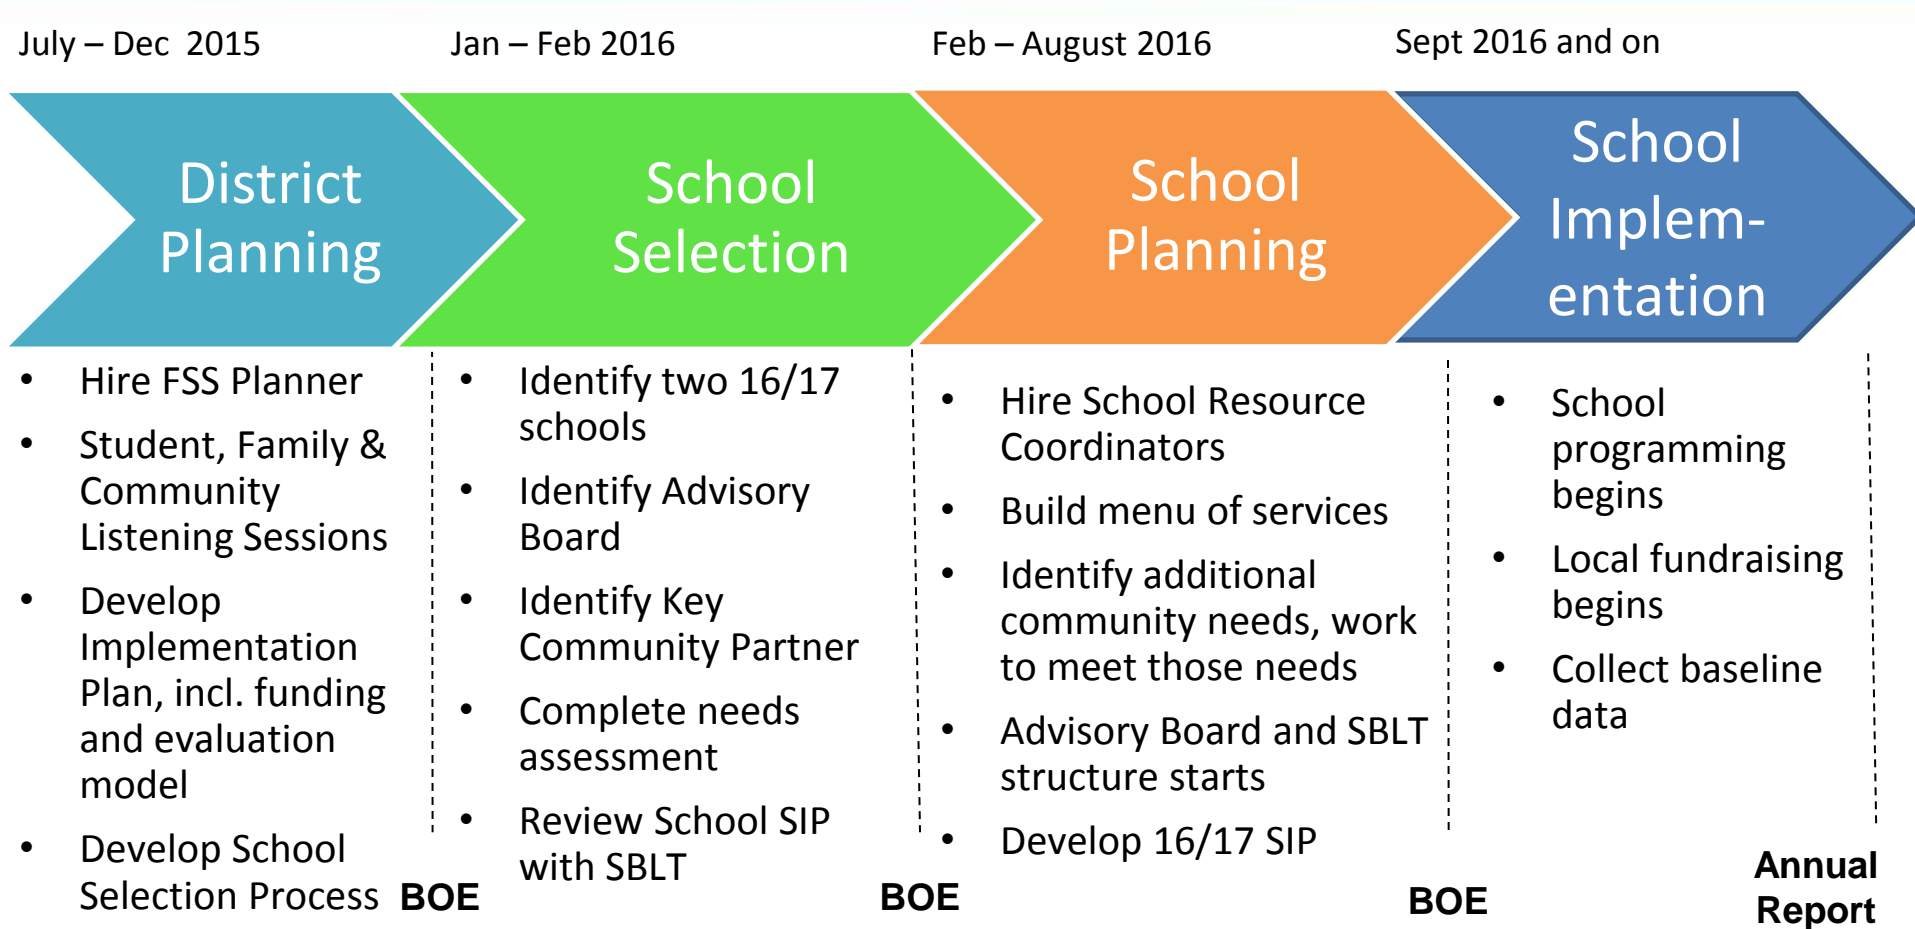 July – Dec 2015
Jan – Feb 2016
Feb – August 2016
Sept 2016 and on
District
Planning
School
Selection
School
Planning
School
Implem-
entation
• Hire FSS Planner
• Student, Family &
Community
Listening Sessions
• Develop
Implementation
Plan, incl. funding
and evaluation
model
• Develop School
Selection Process
BOE
• Identify two 16/17
schools
• Identify Advisory
Board
• Identify Key
Community Partner
• Complete needs
assessment
• Review School SIP
with SBLT
BOE
• Hire School Resource
Coordinators
• Build menu of services
• Identify additional
community needs, work
to meet those needs
• Advisory Board and SBLT
structure starts
• Develop 16/17 SIP
BOE
• School
programming
begins
• Local fundraising
begins
• Collect baseline
data
Annual
Report